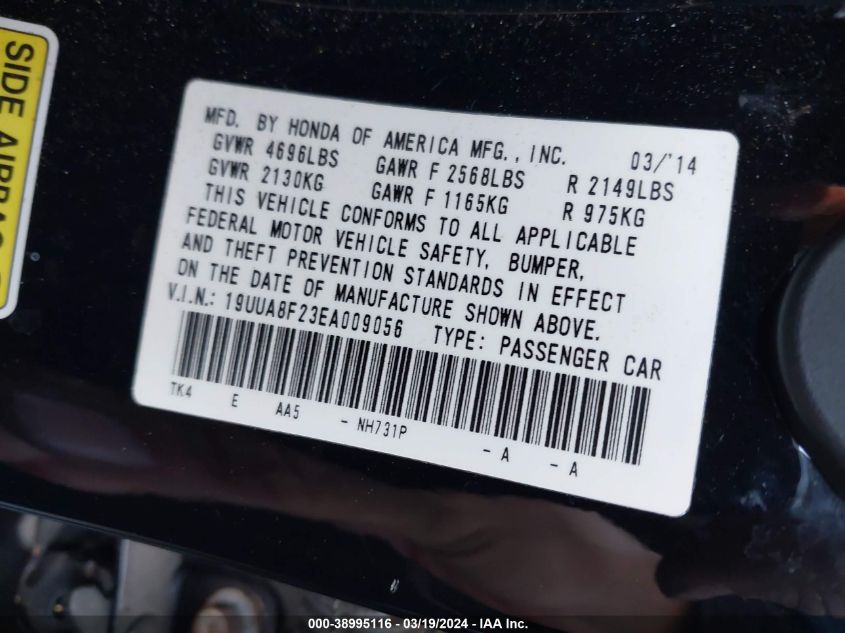 SIDE AIRBAG
MFD. BY HONDA OF AMERICA MFG., INC. 03/'14
GVWR 4696LBS GAWR F 2568LBS R 2149LBS
GVWR 2130KG GAWR F 1165KG R 975KG
THIS VEHICLE CONFORMS TO ALL APPLICABLE
FEDERAL MOTOR VEHICLE SAFETY, BUMPER,
AND THEFT PREVENTION STANDARDS IN EFFECT
ON THE DATE OF MANUFACTURE SHOWN ABOVE.
V.I.N.: 19UUA8F23EA009056 TYPE: PASSENGER CAR
TK4 E AA5 - NH731P - A - A
000-38995116 - 03/19/2024 - IAA Inc.